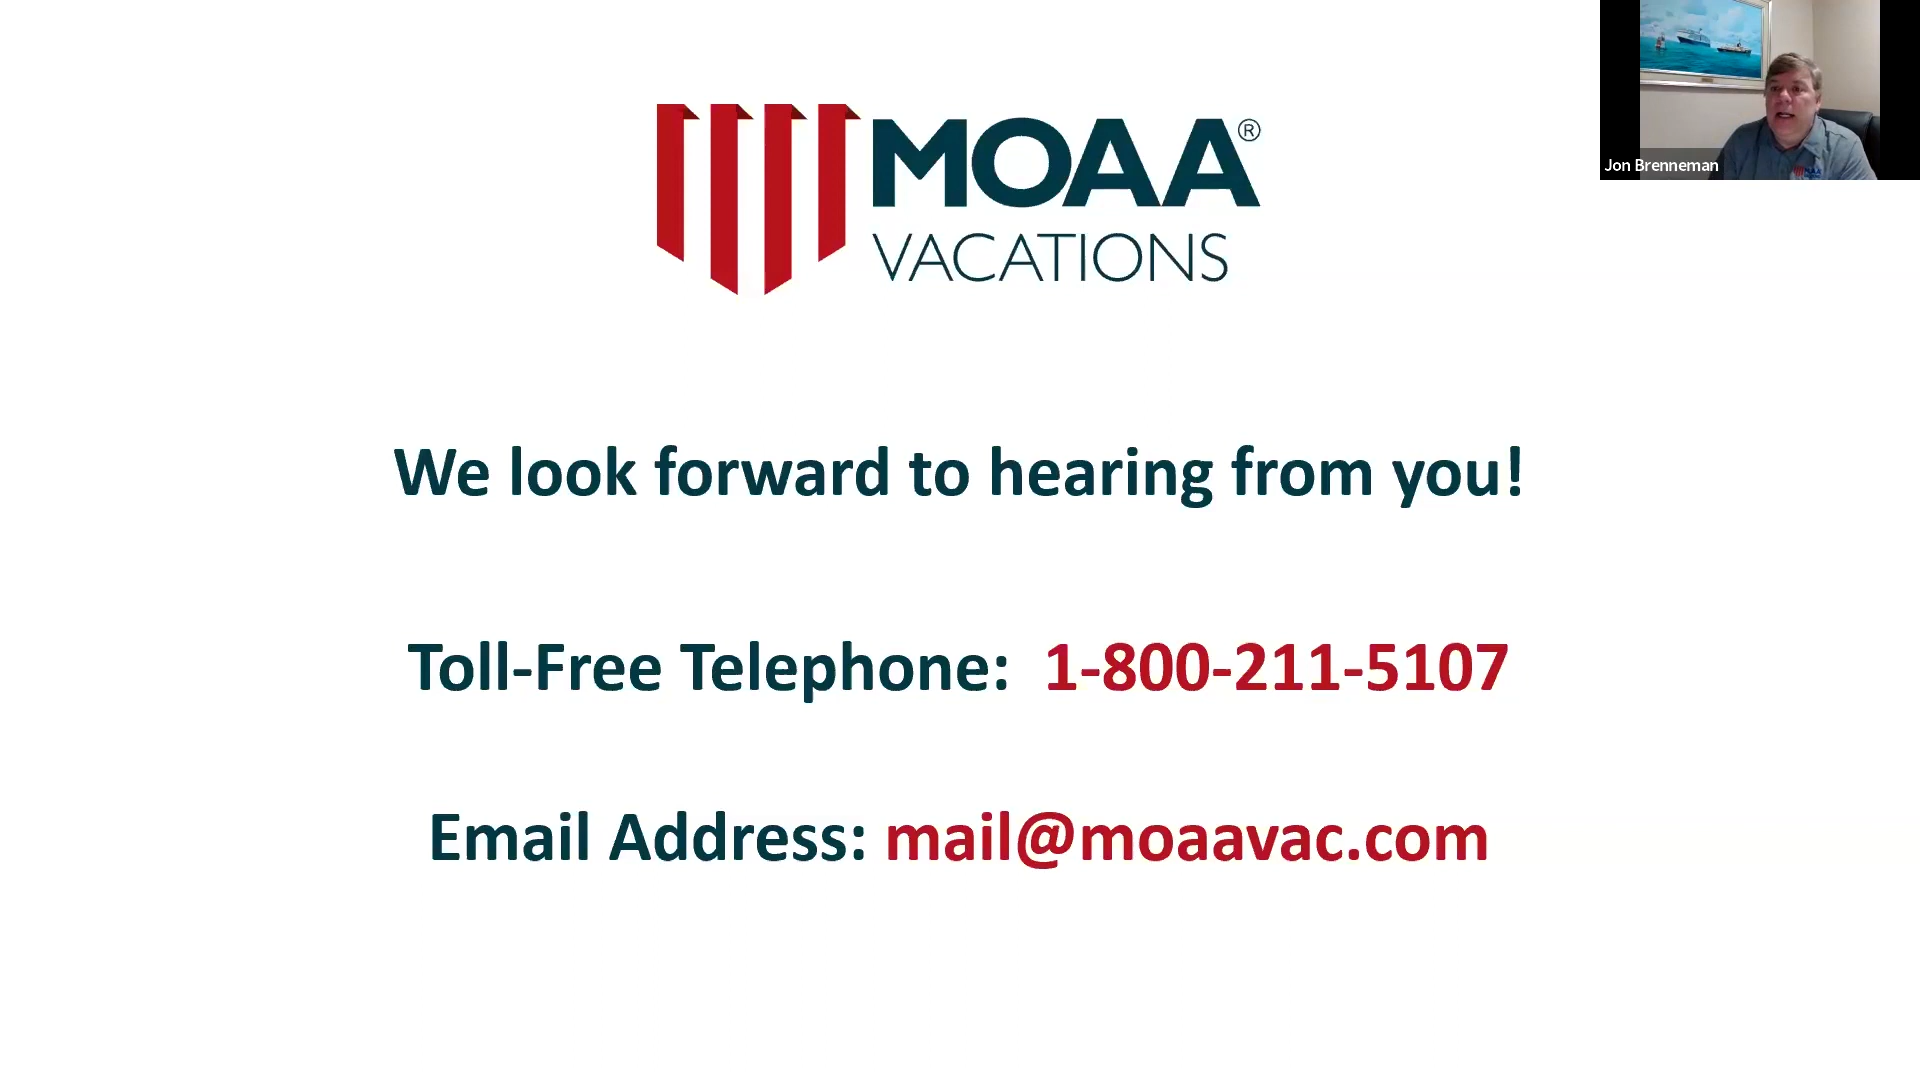 MOAA®
VACATIONS
Jon Brenneman
We look forward to hearing from you!
Toll-Free Telephone: 1-800-211-5107
Email Address: mail@moaavac.com